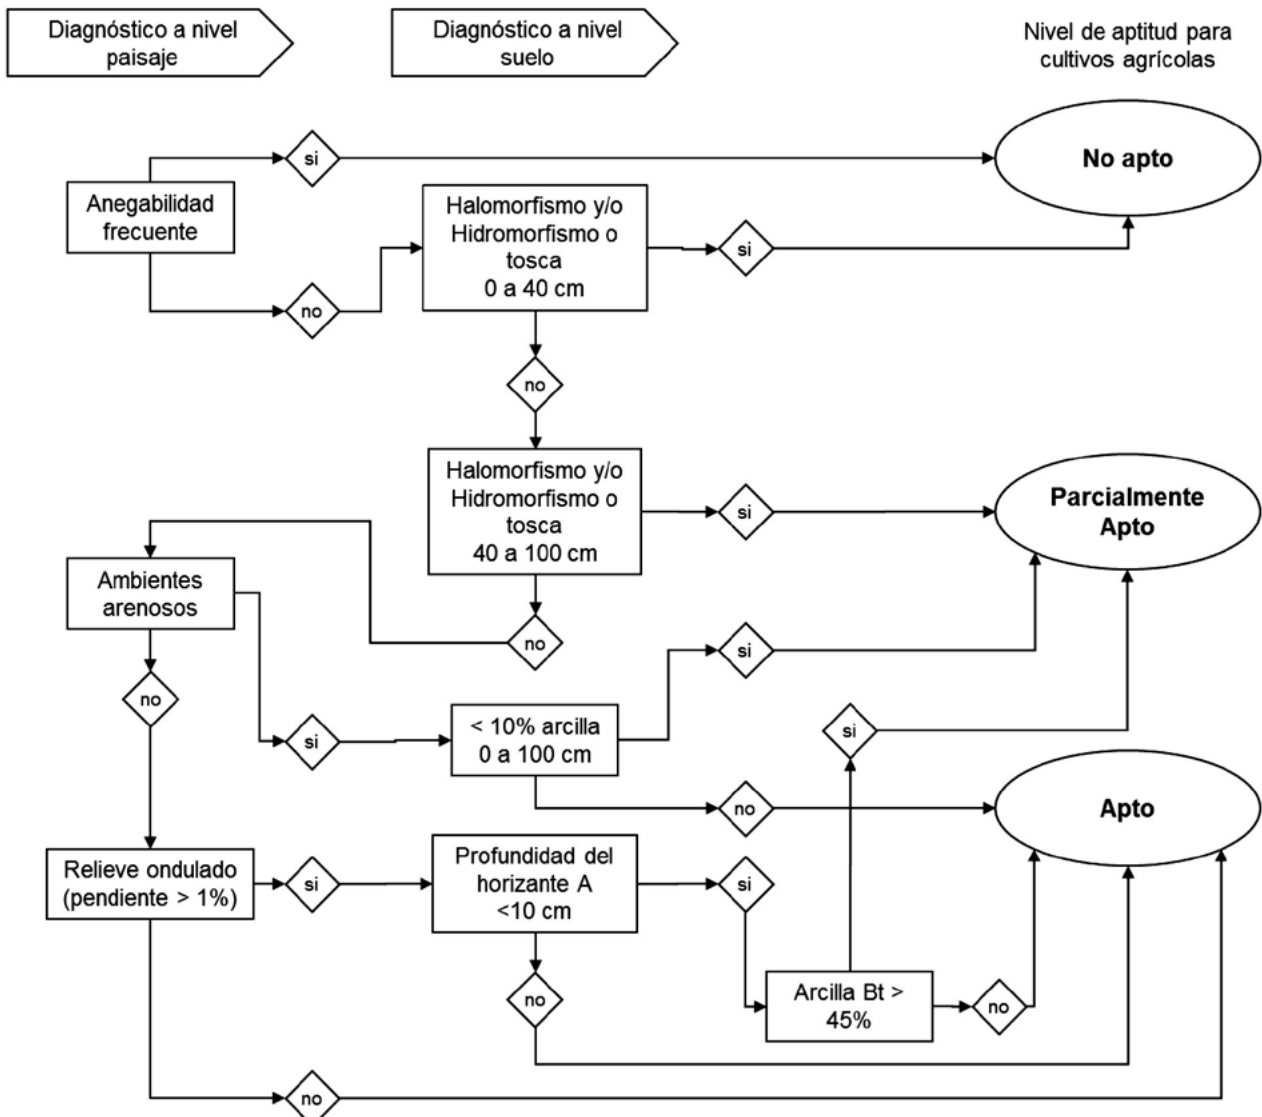 Diagnóstico a nivel
paisaje
Diagnóstico a nivel
suelo
Nivel de aptitud para
cultivos agrícolas
si
No apto
Anegabilidad
frecuente
Halomorfismo y/o
Hidromorfismo o
tosca
0 a 40 cm
si
no
no
Halomorfismo y/o
Hidromorfismo o
tosca
40 a 100 cm
si
Parcialmente
Apto
Ambientes
arenosos
no
si
no
< 10% arcilla
0 a 100 cm
si
si
no
Apto
Relieve ondulado
(pendiente > 1%)
si
Profundidad del
horizante A
<10 cm
si
no
Arcilla Bt >
45%
no
no